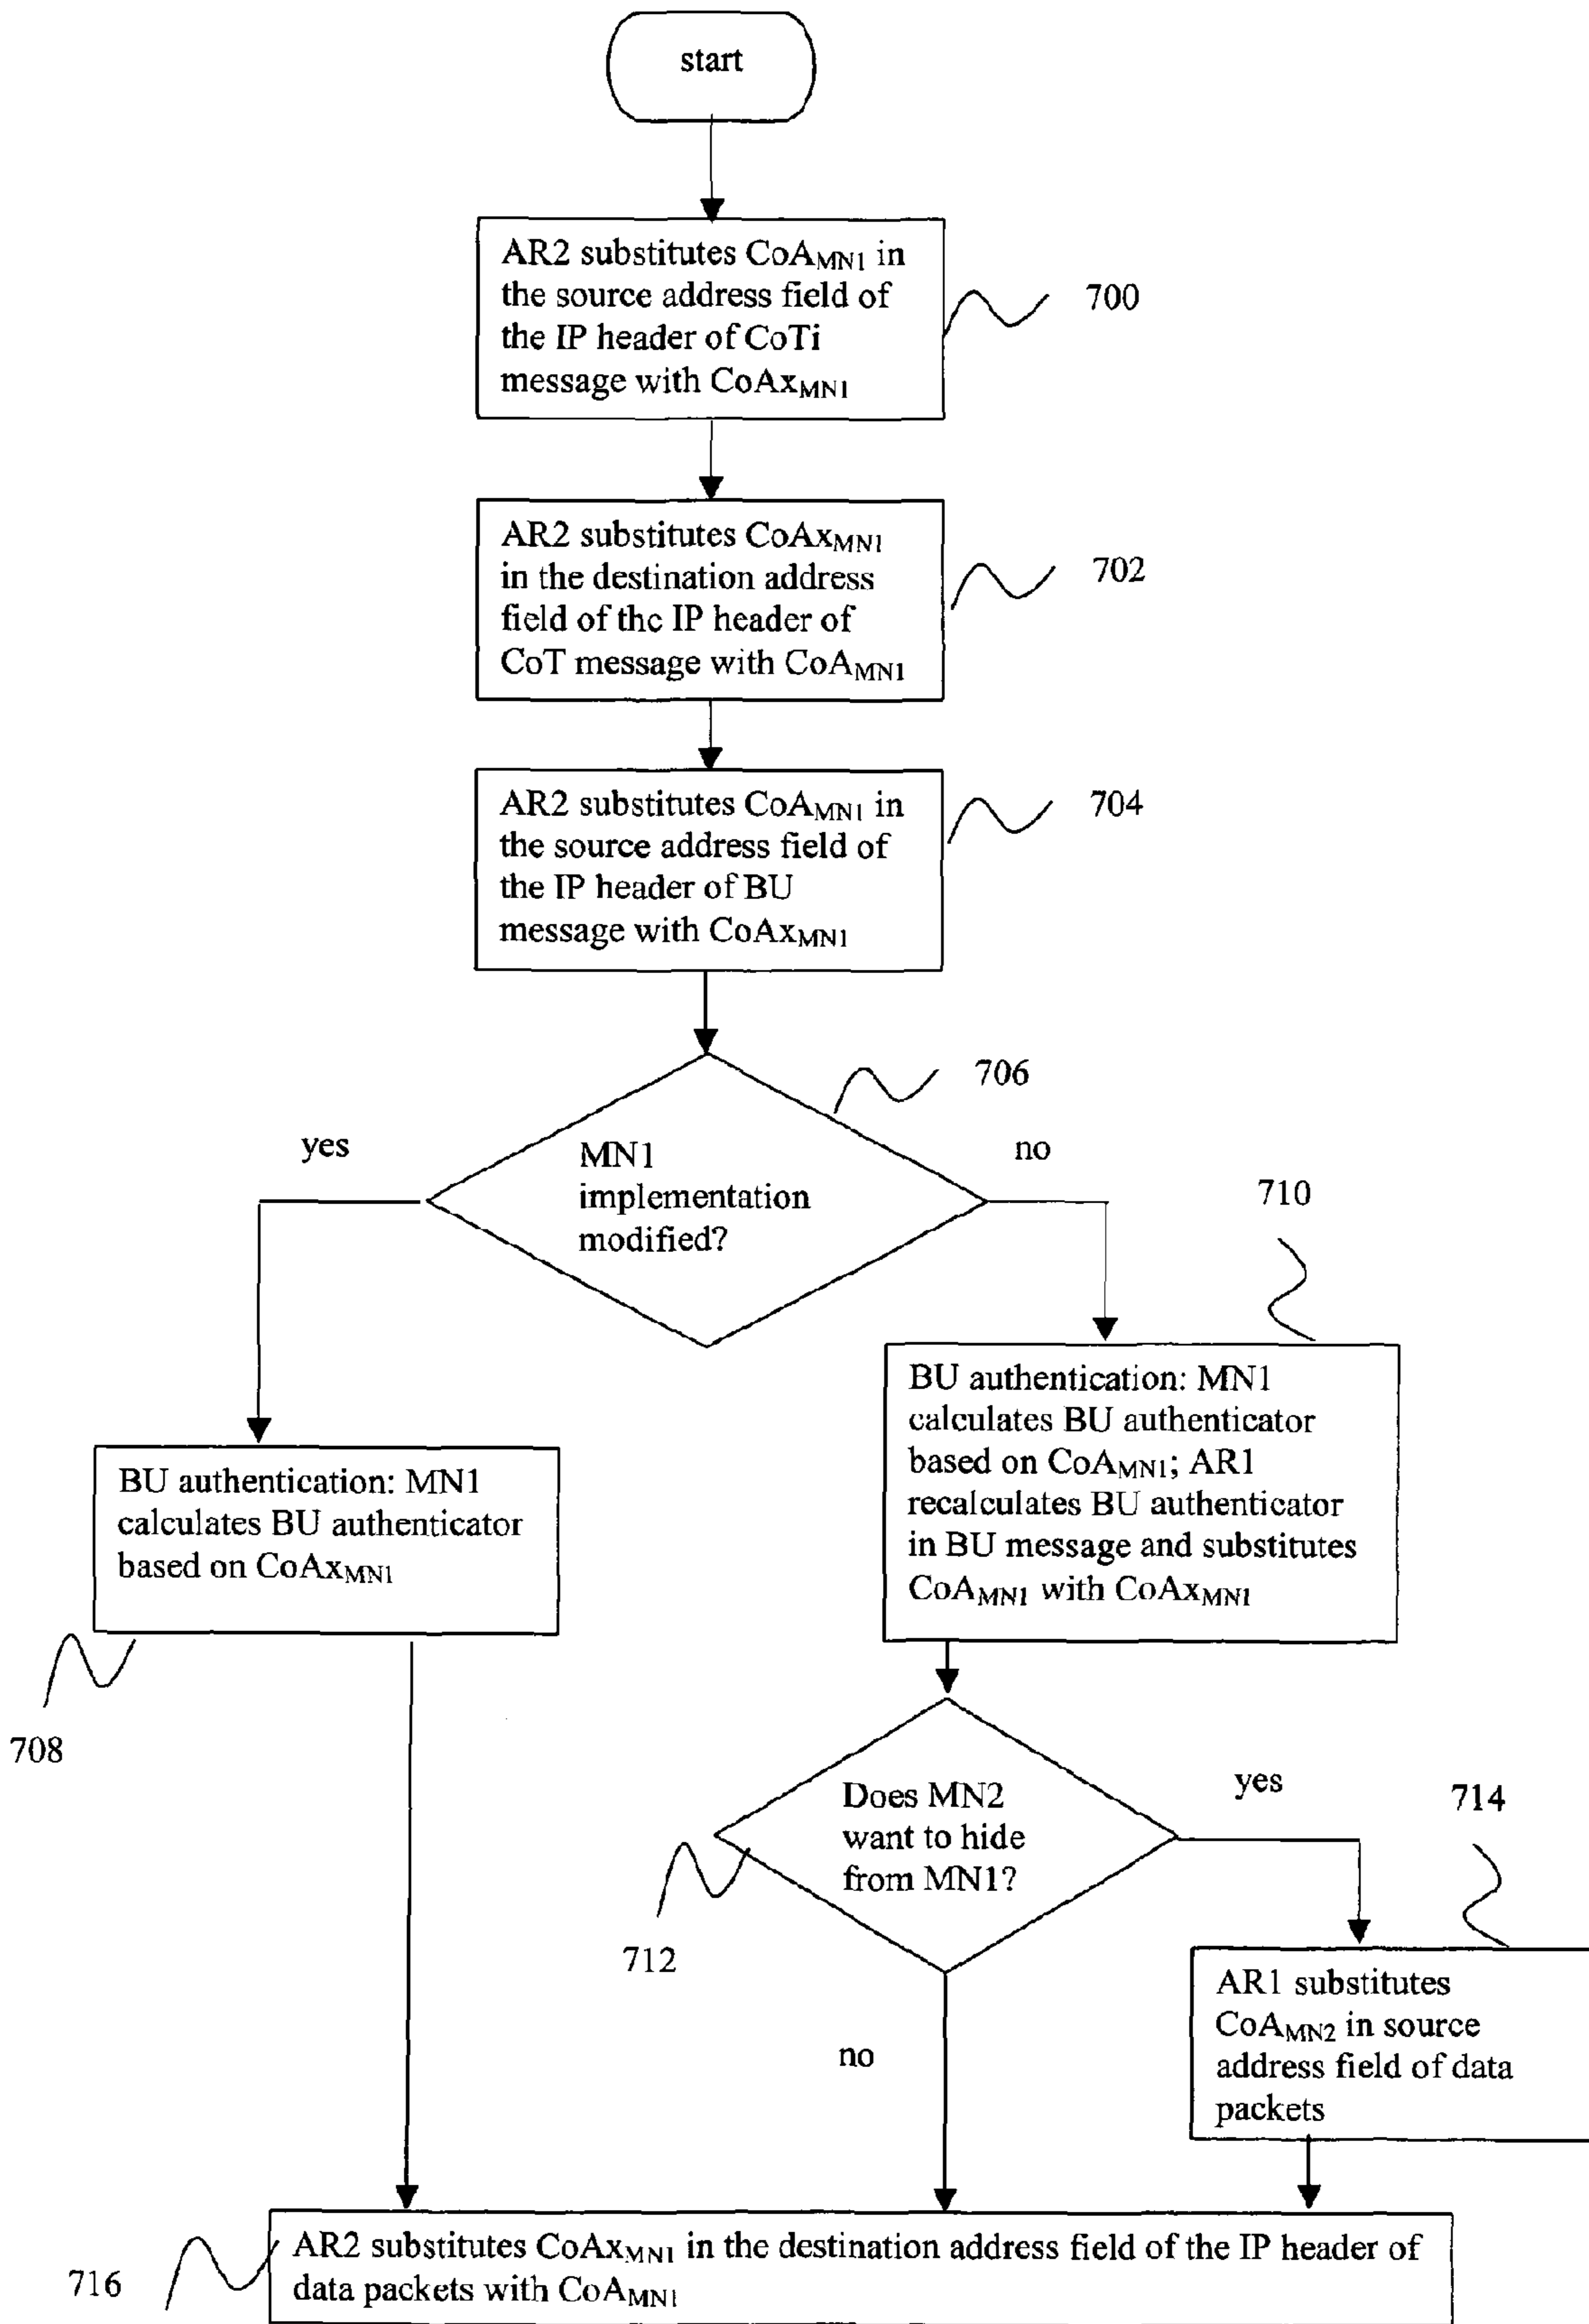 start
AR2 substitutes CoAMN1 in
the source address field of
the IP header of CoTi
message with CoAxMN1
700
AR2 substitutes CoAxMN1
in the destination address
field of the IP header of
CoT message with CoAMN1
702
AR2 substitutes CoAMN1 in
the source address field of
the IP header of BU
message with CoAxMN1
704
706
yes
MN1
implementation
modified?
no
710
BU authentication: MN1
calculates BU authenticator
based on CoAxMN1
708
BU authentication: MN1
calculates BU authenticator
based on CoAMN1; AR1
recalculates BU authenticator
in BU message and substitutes
CoAMN1 with CoAxMN1
Does MN2
want to hide
from MN1?
yes
714
712
no
AR1 substitutes
CoAMN2 in source
address field of data
packets
AR2 substitutes CoAxMN1 in the destination address field of the IP header of
data packets with CoAMN1
716